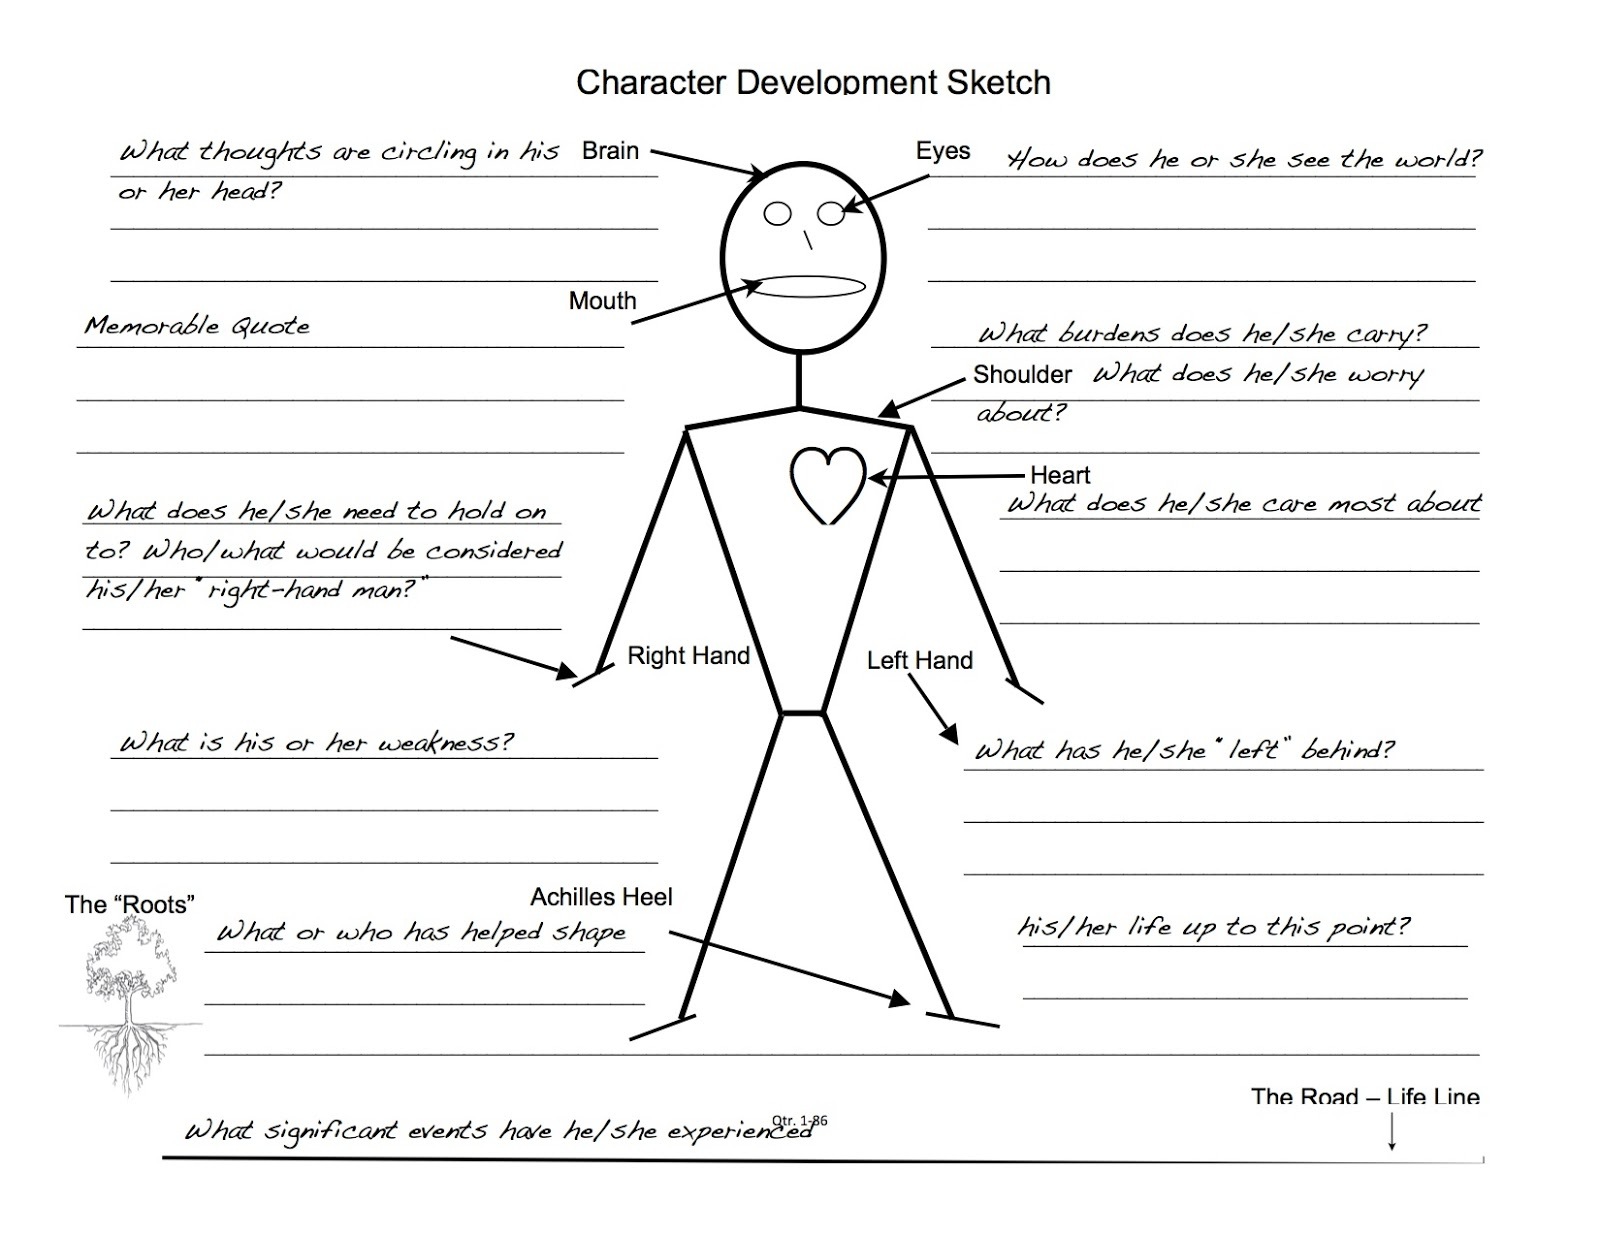 Character Development Sketch
What thoughts are circling in his
or her head?
Brain
Eyes
How does he or she see the world?
Mouth
Memorable Quote
What burdens does he/she carry?
Shoulder
What does he/she worry
about?
Heart
What does he/she care most about
What does he/she need to hold on
to? Who/what would be considered
his/her "right-hand man?"
Right Hand
Left Hand
What is his or her weakness?
What has he/she "left" behind?
Achilles Heel
The “Roots”
What or who has helped shape
his/her life up to this point?
The Road – Life Line
Qtr. 1-86
What significant events have he/she experienced